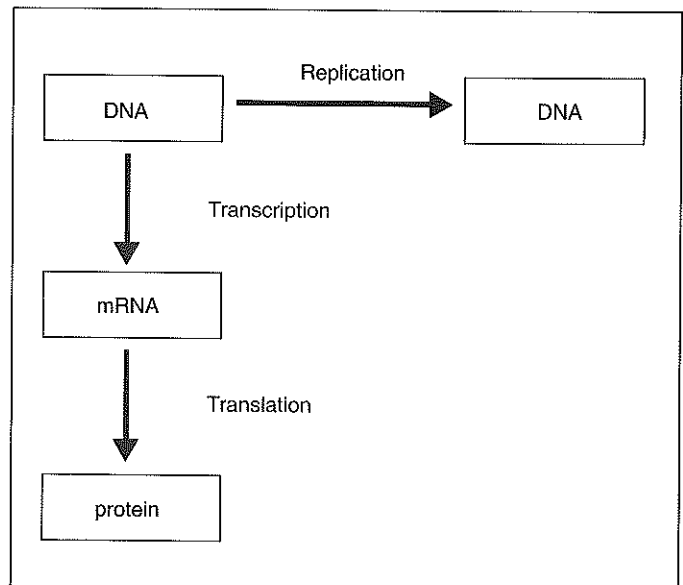 Replication
DNA
DNA
Transcription
mRNA
Translation
protein